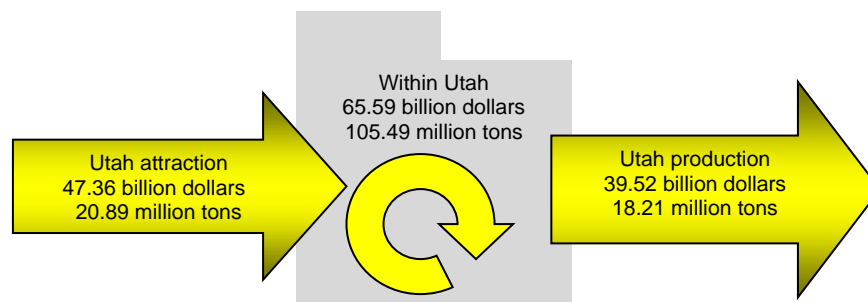 Within Utah
65.59 billion dollars
105.49 million tons
Utah attraction
47.36 billion dollars
20.89 million tons
Utah production
39.52 billion dollars
18.21 million tons